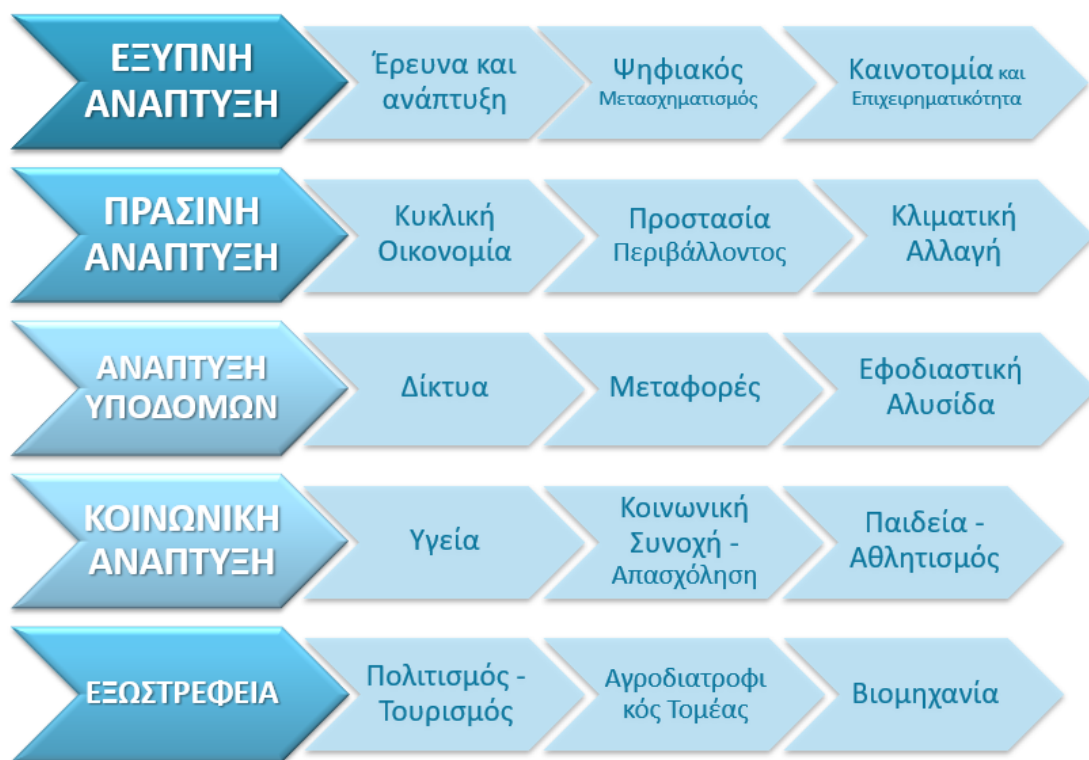 ΕΞΥΠΝΗ
ΑΝΑΠΤΥΞΗ
Έρευνα και
ανάπτυξη
Ψηφιακός
Μετασχηματισμός
Καινοτομία και
Επιχειρηματικότητα
ΠΡΑΣΙΝΗ
ΑΝΑΠΤΥΞΗ
Κυκλική
Οικονομία
Προστασία
Περιβάλλοντος
Κλιματική
Αλλαγή
ΑΝΑΠΤΥΞΗ
ΥΠΟΔΟΜΩΝ
Δίκτυα
Μεταφορές
Εφοδιαστική
Αλυσίδα
ΚΟΙΝΩΝΙΚΗ
ΑΝΑΠΤΥΞΗ
Υγεία
Κοινωνική
Συνοχή -
Απασχόληση
Παιδεία -
Αθλητισμός
ΕΞΩΣΤΡΕΦΕΙΑ
Πολιτισμός -
Τουρισμός
Αγροδιατροφι
κός Τομέας
Βιομηχανία